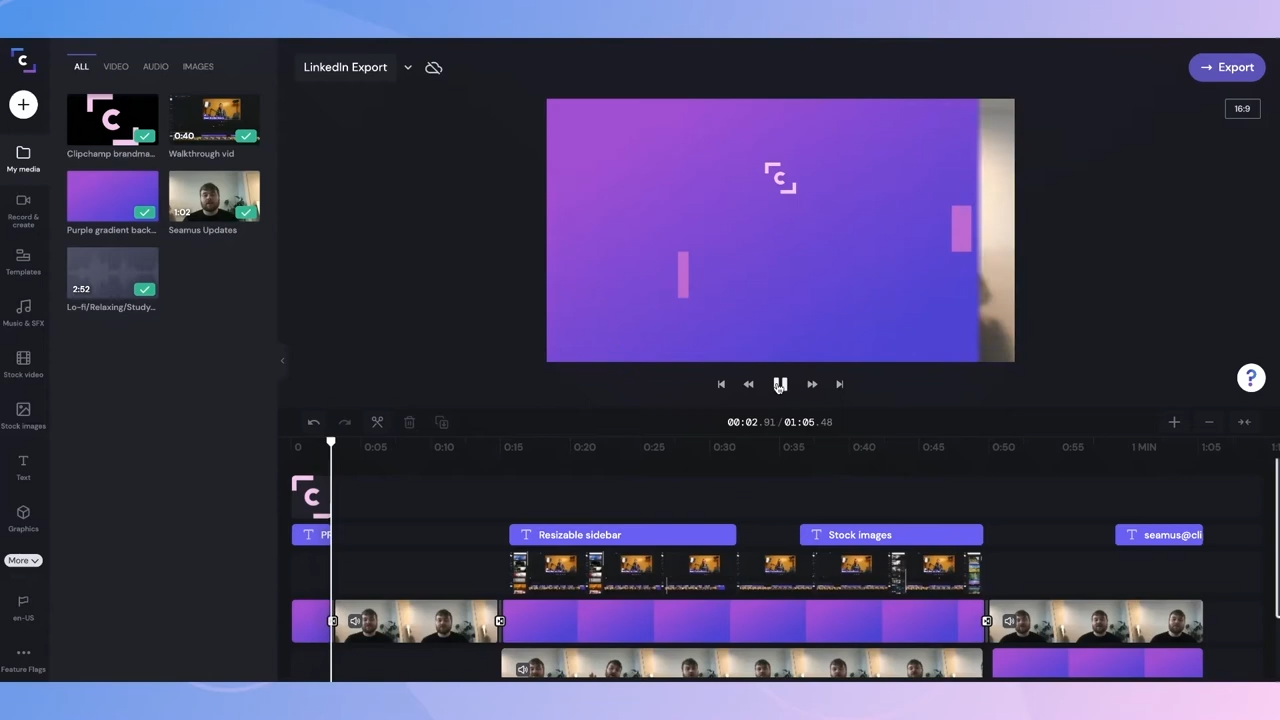 C
ALL VIDEO AUDIO IMAGES
LinkedIn Export
→ Export
16:9
C
0:40
Clipchamp brandma...
Walkthrough vid
My media
C
1:02
Purple gradient back...
Seamus Updates
Record &
create
Templates
2:52
Lo-fi/Relaxing/Study...
Music & SFX
Stock video
?
Stock images
00:02.91 / 01:05.48
0 0:05 0:10 0:15 0:20 0:25 0:30 0:35 0:40 0:45 0:50 0:55 1 MIN 1:05
Text
C
Graphics
T Resizable sidebar
T Stock images
T seamus@cli
More
en-US
Feature Flags